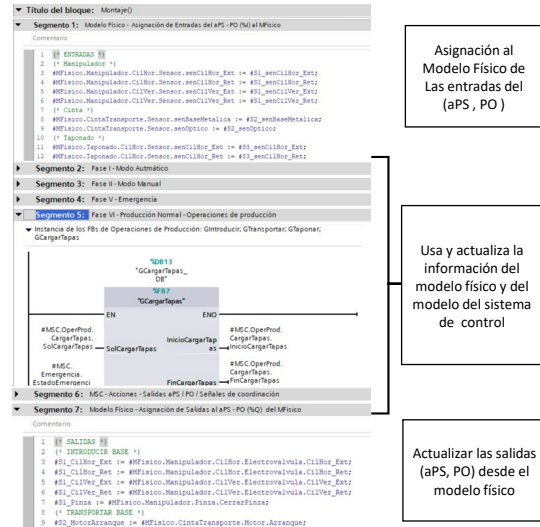 Título del bloque: Montaje()
Segmento 1: Modelo Físico - Asignación de Entradas del aPS - PO (%I) al MFisico
Comentario
1 (* ENTRADAS *)
2 (* Manipulador *)
3 #MFisico.Manipulador.CilHor.Sensor.senCilHor_Ext := #S1_senCilHor_Ext;
4 #MFisico.Manipulador.CilHor.Sensor.senCilHor_Ret := #S1_senCilHor_Ret;
5 #MFisico.Manipulador.CilVer.Sensor.senCilVer_Ext := #S1_senCilVer_Ext;
6 #MFisico.Manipulador.CilVer.Sensor.senCilVer_Ret := #S1_senCilVer_Ret;
7 (* Cinta *)
8 #MFisico.CintaTransporte.Sensor.senBaseMetalica := #S2_senBaseMetalica;
9 #MFisico.CintaTransporte.Sensor.senOptico := #S2_senOptico;
10 (* Taponado *)
11 #MFisico.Taponado.CilHor.Sensor.senCilHor_Ext := #S3_senCilHor_Ext;
12 #MFisico.Taponado.CilHor.Sensor.senCilHor_Ret := #S3_senCilHor_Ret;
Segmento 2: Fase I - Modo Autmático
Segmento 3: Fase II - Modo Manual
Segmento 4: Fase V - Emergencia
Segmento 5: Fase VI - Producción Normal - Operaciones de producción
Instancia de los FBs de Operaciones de Producción: GIntroducir; GTransportar; GTaponar;
GCargarTapas
%DB13
"GCargarTapas_
DB"
%FB7
"GCargarTapas"
EN ENO
#MSC.OperProd.
CargarTapas.
SolCargarTapas
SolCargarTapas
InicioCargarTap
as
#MSC.OperProd.
CargarTapas.
InicioCargarTapas
#MSC.
Emergencia.
EstadoEmergenci
FinCargarTapas
#MSC.OperProd.
CargarTapas.
FinCargarTapas
Segmento 6: MSC - Acciones - Salidas aPS / PO / Señales de coordinación
Segmento 7: Modelo Físico - Asignación de Salidas al aPS - PO (%Q) del MFisico
Comentario
1 (* SALIDAS *)
2 (* INTRODUCIR BASE *)
3 #S1_CilHor_Ext := #MFisico.Manipulador.CilHor.Electrovalvula.CilHor_Ext;
4 #S1_CilHor_Ret := #MFisico.Manipulador.CilHor.Electrovalvula.CilHor_Ret;
5 #S1_CilVer_Ext := #MFisico.Manipulador.CilVer.Electrovalvula.CilVer_Ext;
6 #S1_CilVer_Ret := #MFisico.Manipulador.CilVer.Electrovalvula.CilVer_Ret;
7 #S1_Pinza := #MFisico.Manipulador.Pinza.CerrarPinza;
8 (* TRANSPORTAR BASE *)
9 #S2_MotorArranque := #MFisico.CintaTransporte.Motor.Arranque;
Asignación al
Modelo Físico de
Las entradas del
(aPS , PO )
Usa y actualiza la
información del
modelo físico y del
modelo del sistema
de control
Actualizar las salidas
(aPS, PO) desde el
modelo físico